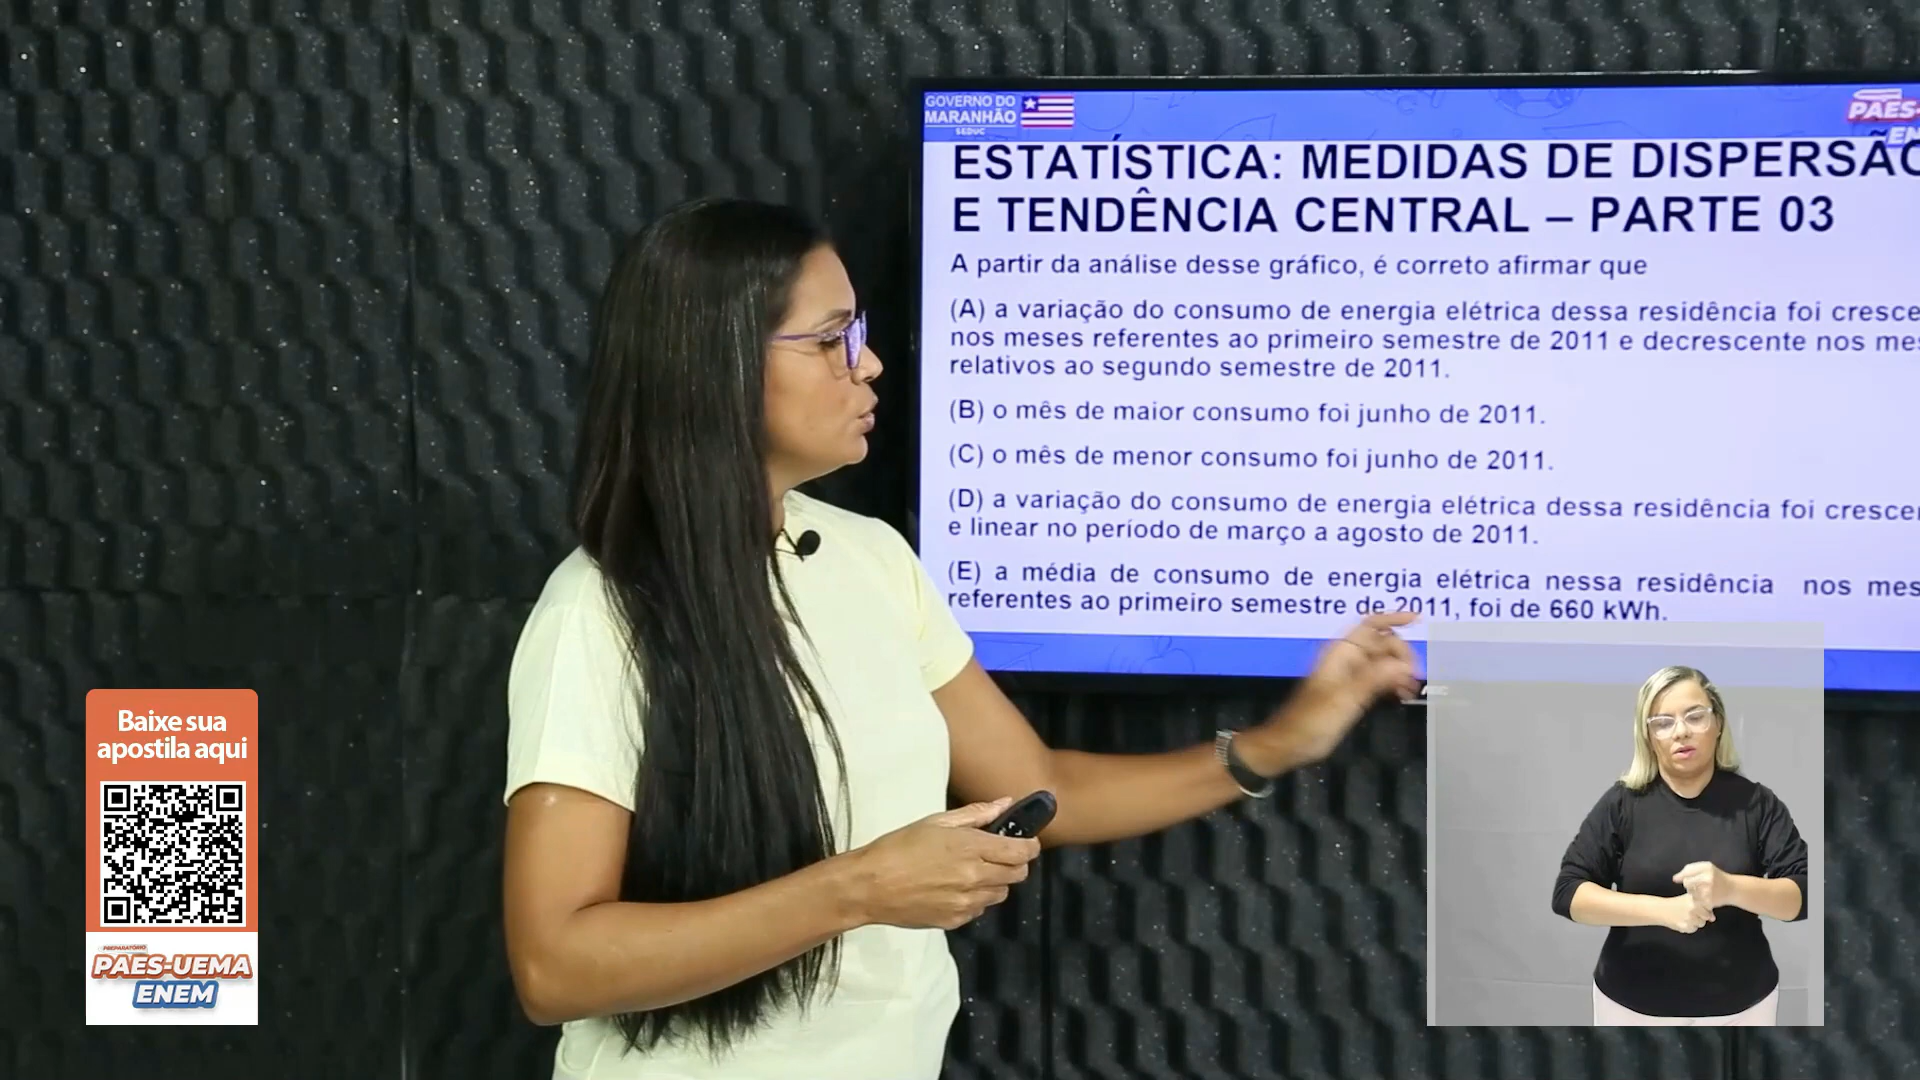 GOVERNO DO
MARANHÃO
SEDUC
PAES-
EN
ESTATÍSTICA: MEDIDAS DE DISPERSÃO
E TENDÊNCIA CENTRAL – PARTE 03
A partir da análise desse gráfico, é correto afirmar que
(A) a variação do consumo de energia elétrica dessa residência foi cresce
nos meses referentes ao primeiro semestre de 2011 e decrescente nos me
relativos ao segundo semestre de 2011.
(B) o mês de maior consumo foi junho de 2011.
(C) o mês de menor consumo foi junho de 2011.
(D) a variação do consumo de energia elétrica dessa residência foi crescen
e linear no período de março a agosto de 2011.
(E) a média de consumo de energia elétrica nessa residência nos mes
referentes ao primeiro semestre de 2011, foi de 660 kWh.
Baixe sua
apostila aqui
PREPARATÓRIO
PAES-UEMA
ENEM